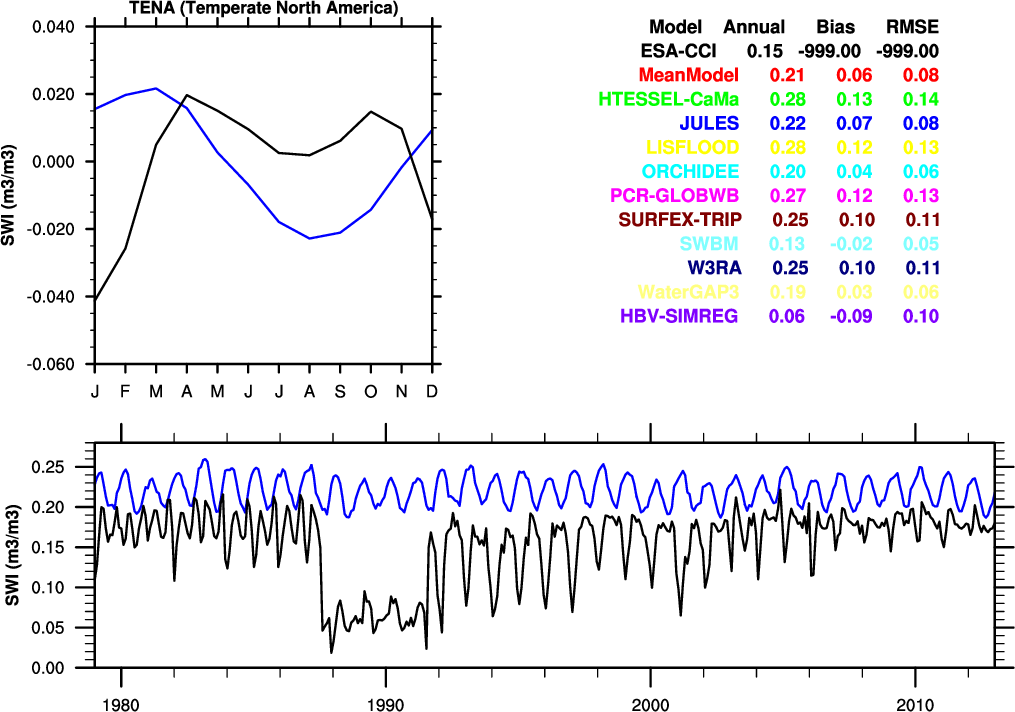 TENA (Temperate North America)
0.040
0.020
0.000
-0.020
-0.040
-0.060
SWI (m3/m3)
J F M A M J J A S O N D
Model Annual Bias RMSE
ESA-CCI 0.15 -999.00 -999.00
MeanModel 0.21 0.06 0.08
HTESSEL-CaMa 0.28 0.13 0.14
JULES 0.22 0.07 0.08
LISFLOOD 0.28 0.12 0.13
ORCHIDEE 0.20 0.04 0.06
PCR-GLOBWB 0.27 0.12 0.13
SURFEX-TRIP 0.25 0.10 0.11
SWBM 0.13 -0.02 0.05
W3RA 0.25 0.10 0.11
WaterGAP3 0.19 0.03 0.06
HBV-SIMREG 0.06 -0.09 0.10
0.25
0.20
0.15
0.10
0.05
0.00
SWI (m3/m3)
1980 1990 2000 2010